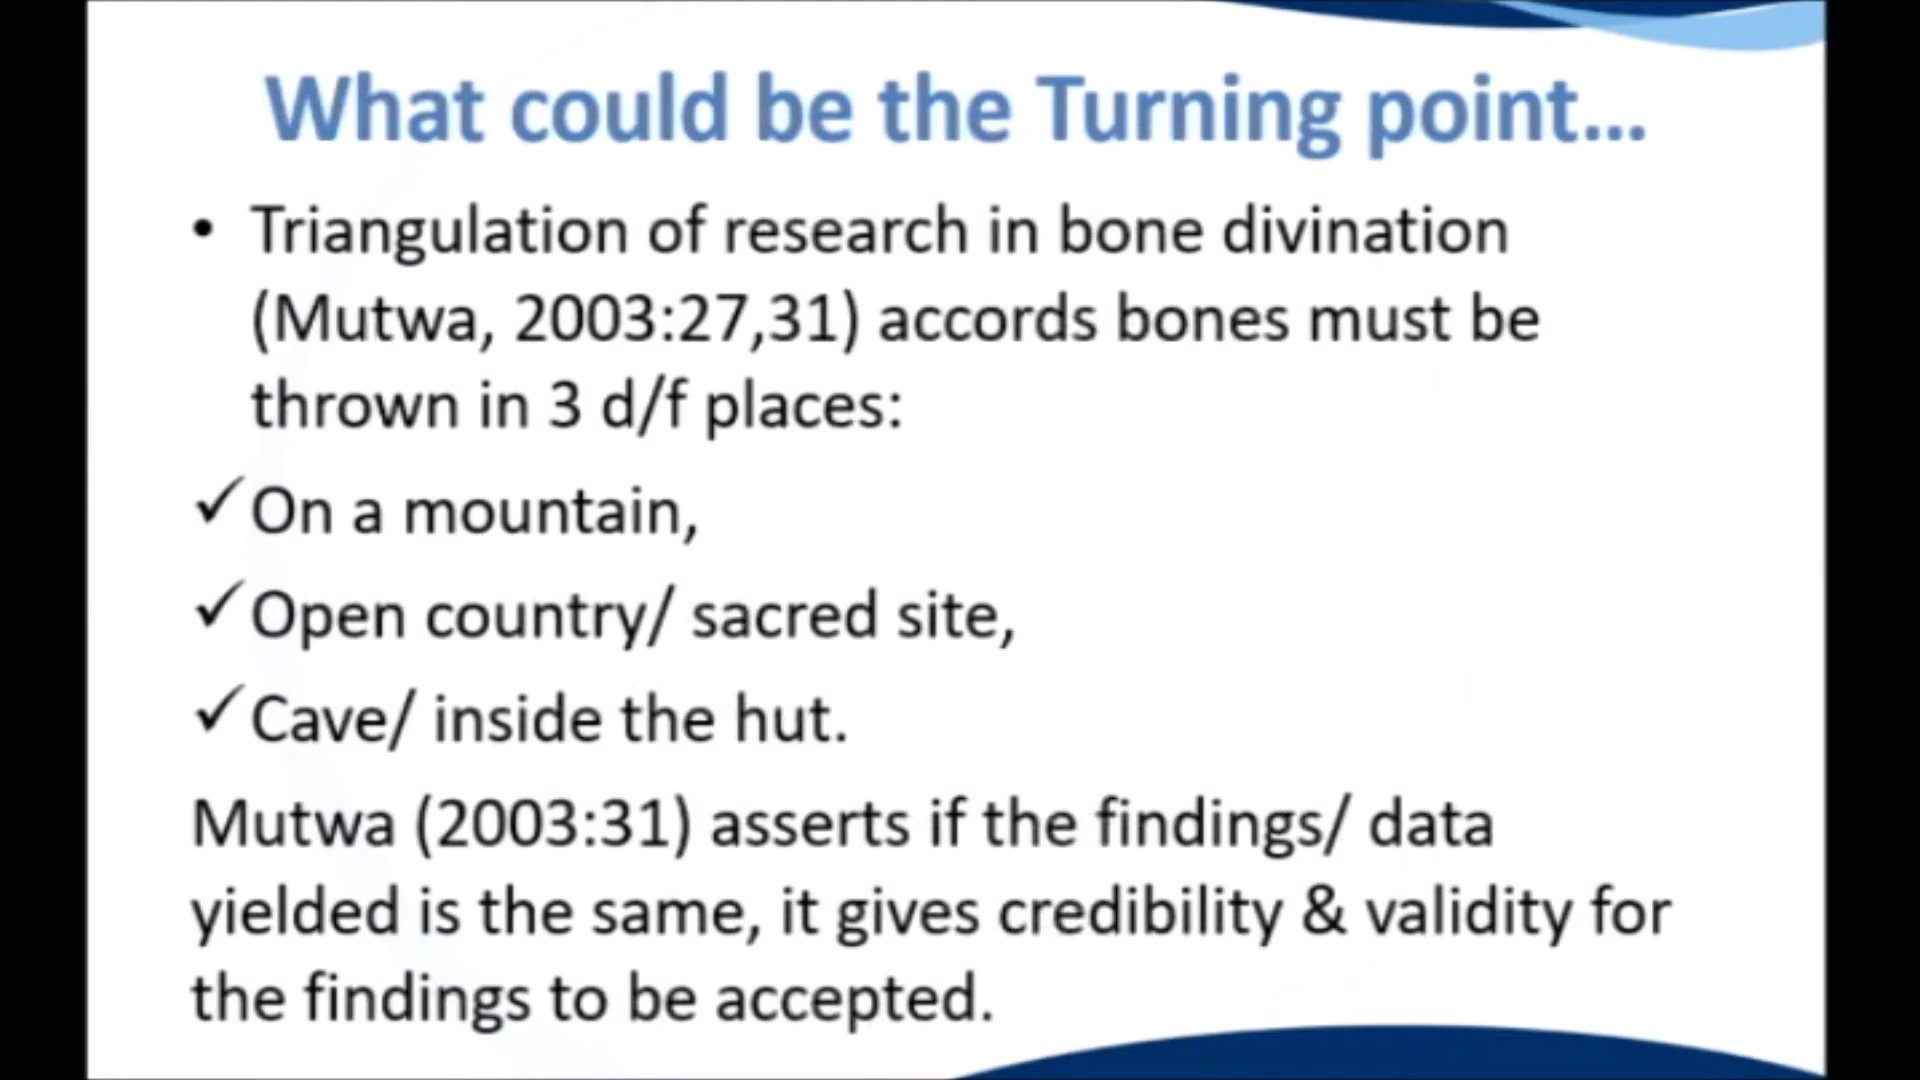 What could be the Turning point...
• Triangulation of research in bone divination
(Mutwa, 2003:27,31) accords bones must be
thrown in 3 d/f places:
✓On a mountain,
✓Open country/ sacred site,
✓Cave/ inside the hut.
Mutwa (2003:31) asserts if the findings/ data
yielded is the same, it gives credibility & validity for
the findings to be accepted.